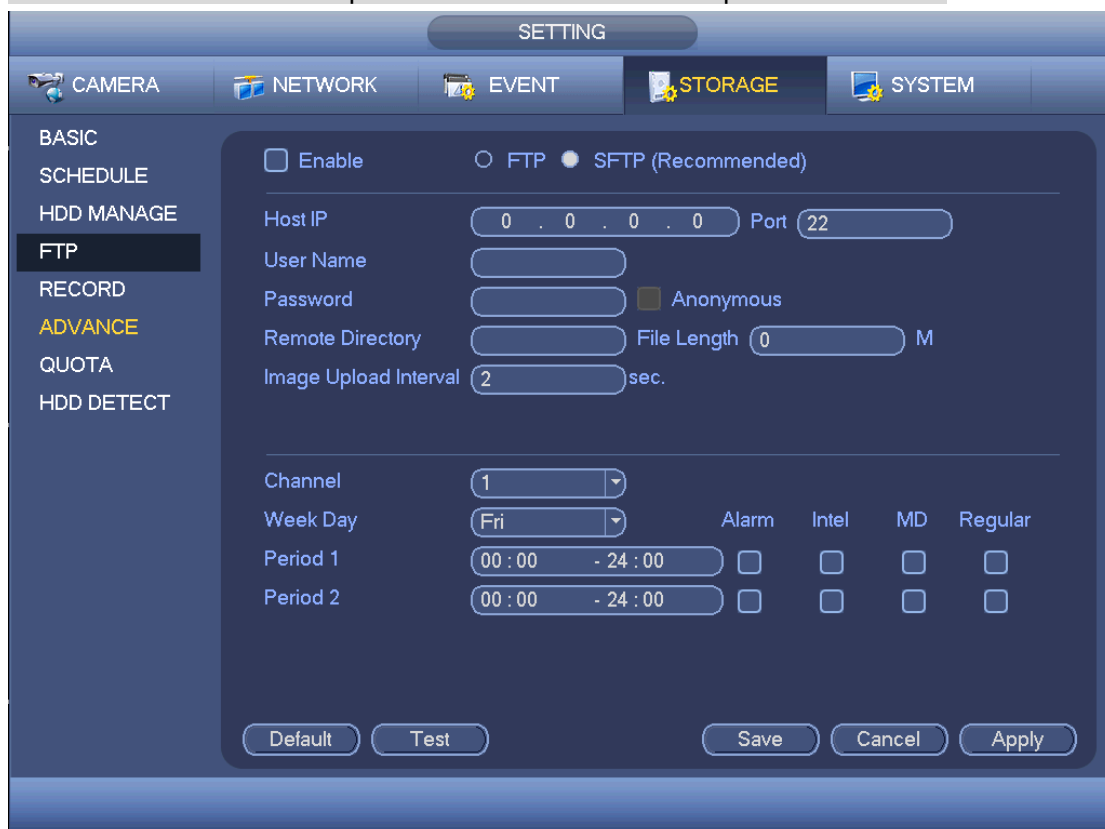 SETTING
CAMERA NETWORK EVENT STORAGE SYSTEM
BASIC
SCHEDULE
HDD MANAGE
FTP
RECORD
ADVANCE
QUOTA
HDD DETECT
Enable FTP SFTP (Recommended)
Host IP 0 . 0 . 0 . 0 Port 22
User Name
Password Anonymous
Remote Directory File Length 0 M
Image Upload Interval 2 sec.
Channel 1
Week Day Fri Alarm Intel MD Regular
Period 1 00 : 00 - 24 : 00
Period 2 00 : 00 - 24 : 00
Default Test Save Cancel Apply